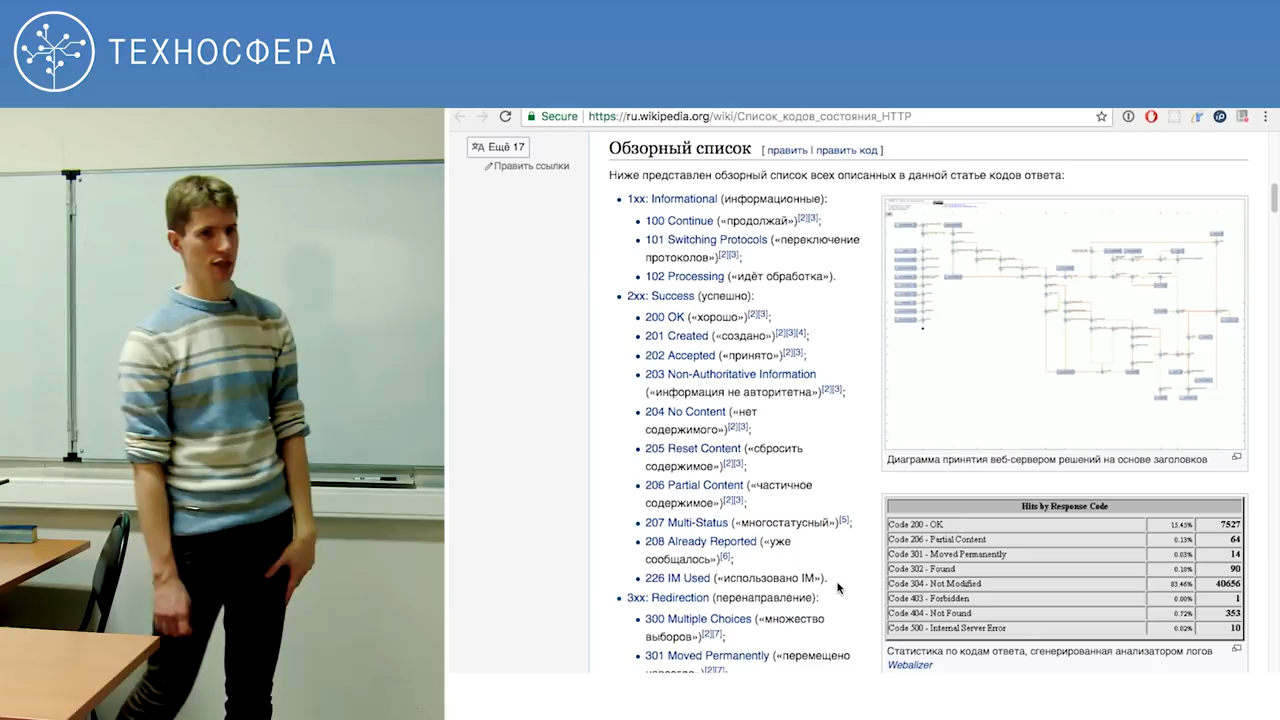 ТЕХНОСФЕРА
Secure https://ru.wikipedia.org/wiki/Список_кодов_состояния_HTTP
Ещё 17
Править ссылки
Обзорный список [ править | править код ]
Ниже представлен обзорный список всех описанных в данной статье кодов ответа:
1xx: Informational (информационные):
100 Continue («продолжай»)[2][3];
101 Switching Protocols («переключение
протоколов»)[2][3];
102 Processing («идёт обработка»).
2xx: Success (успешно):
200 OK («хорошо»)[2][3];
201 Created («создано»)[2][3][4];
202 Accepted («принято»)[2][3];
203 Non-Authoritative Information
(«информация не авторитетна»)[2][3];
204 No Content («нет
содержимого»)[2][3];
205 Reset Content («сбросить
содержимое»)[2][3];
206 Partial Content («частичное
содержимое»)[2][3];
207 Multi-Status («многостатусный»)[5];
208 Already Reported («уже
сообщалось»)[6];
226 IM Used («использовано IM»).
3xx: Redirection (перенаправление):
300 Multiple Choices («множество
выборов»)[2][7];
301 Moved Permanently («перемещено
Диаграмма принятия веб-сервером решений на основе заголовков
Hits by Response Code
Code 200 - OK 15.45% 7527
Code 206 - Partial Content 0.13% 64
Code 301 - Moved Permanently 0.03% 14
Code 302 - Found 0.18% 90
Code 304 - Not Modified 83.46% 40656
Code 403 - Forbidden 0.00% 1
Code 404 - Not Found 0.72% 353
Code 500 - Internal Server Error 0.02% 10
Статистика по кодам ответа, сгенерированная анализатором логов
Webalizer